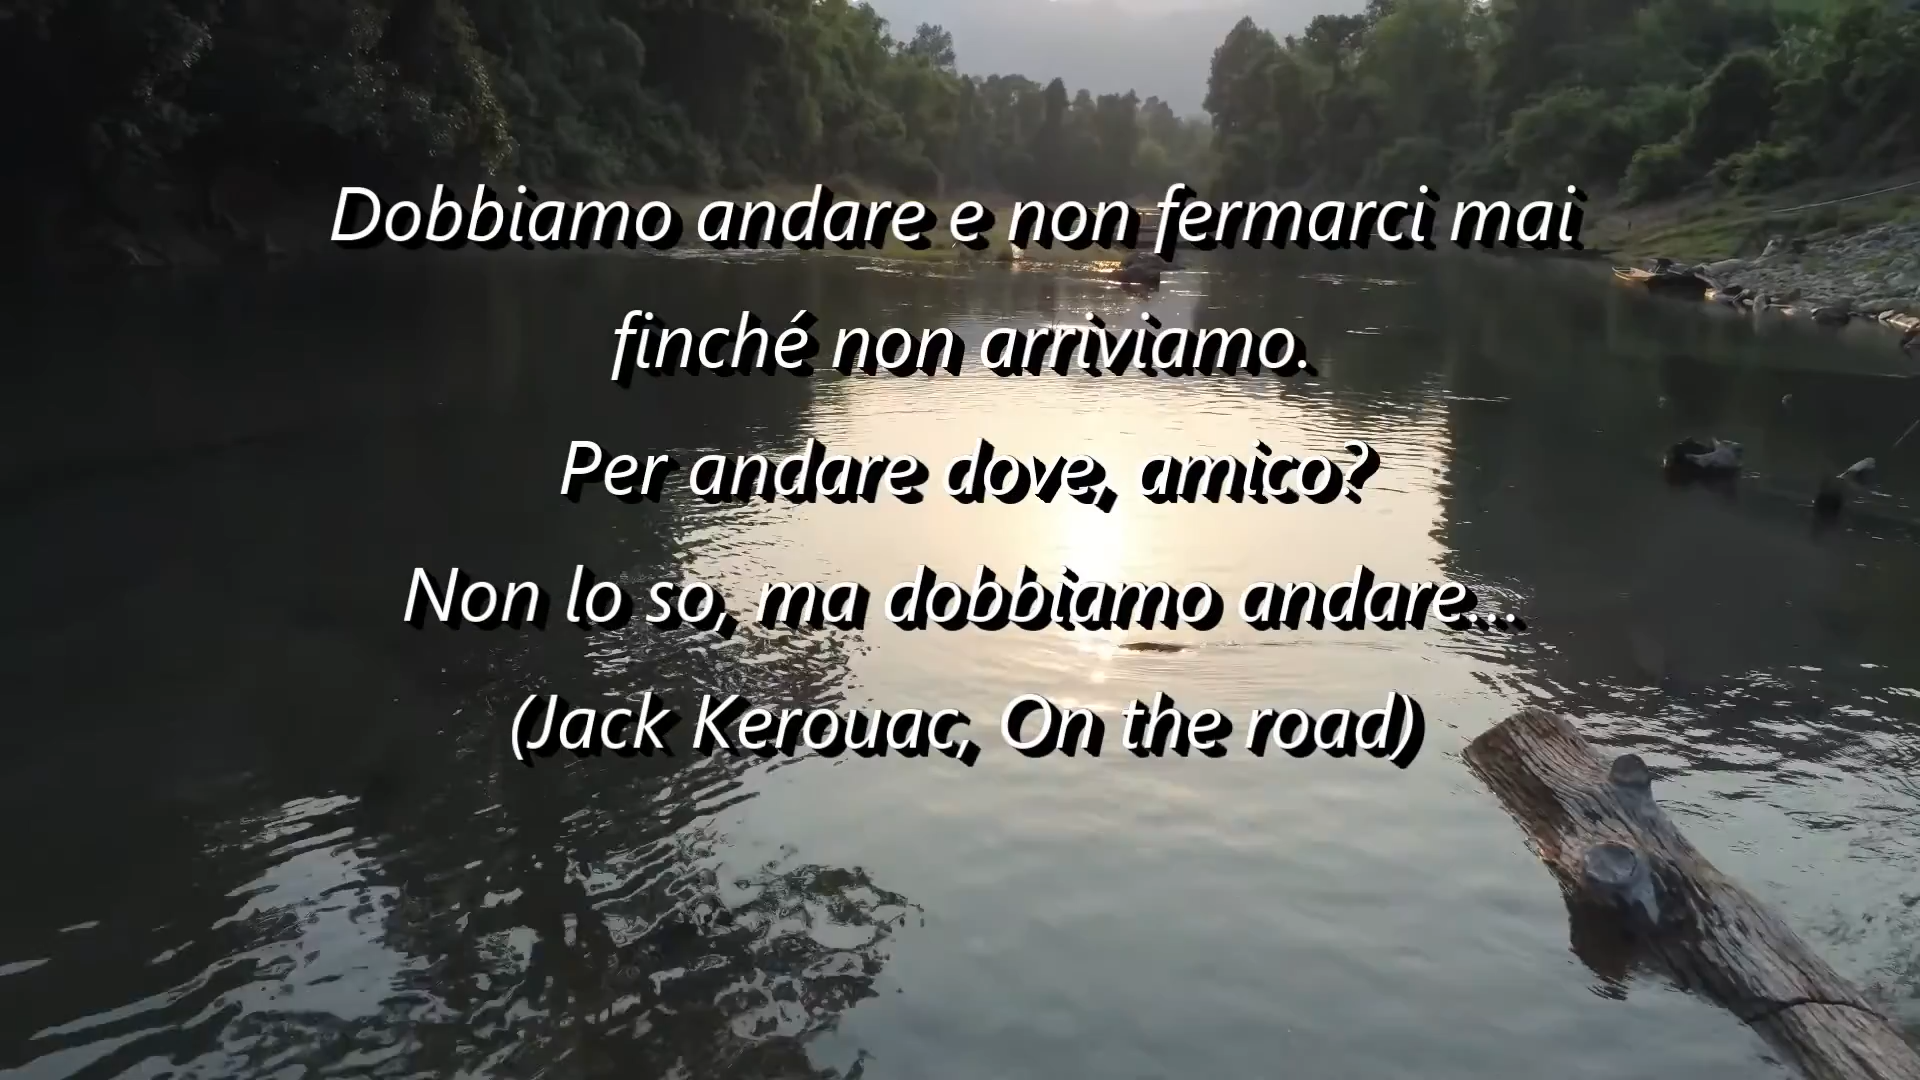 Dobbiamo andare e non fermarci mai
finché non arriviamo.
Per andare dove, amico?
Non lo so, ma dobbiamo andare...
(Jack Kerouac, On the road)